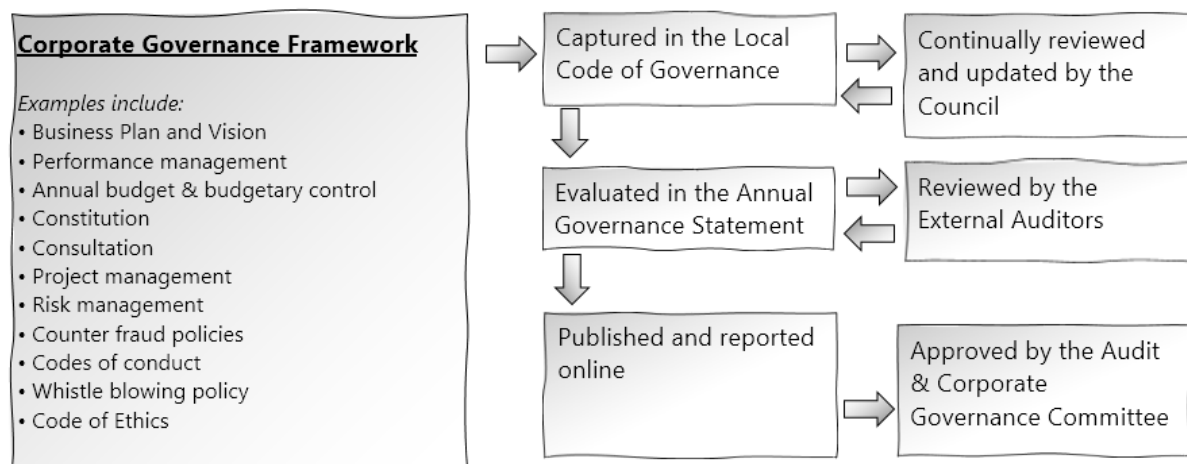 Corporate Governance Framework
Examples include:
• Business Plan and Vision
• Performance management
• Annual budget & budgetary control
• Constitution
• Consultation
• Project management
• Risk management
• Counter fraud policies
• Codes of conduct
• Whistle blowing policy
• Code of Ethics
Captured in the Local
Code of Governance
Continually reviewed
and updated by the
Council
Evaluated in the Annual
Governance Statement
Reviewed by the
External Auditors
Published and reported
online
Approved by the Audit
& Corporate
Governance Committee